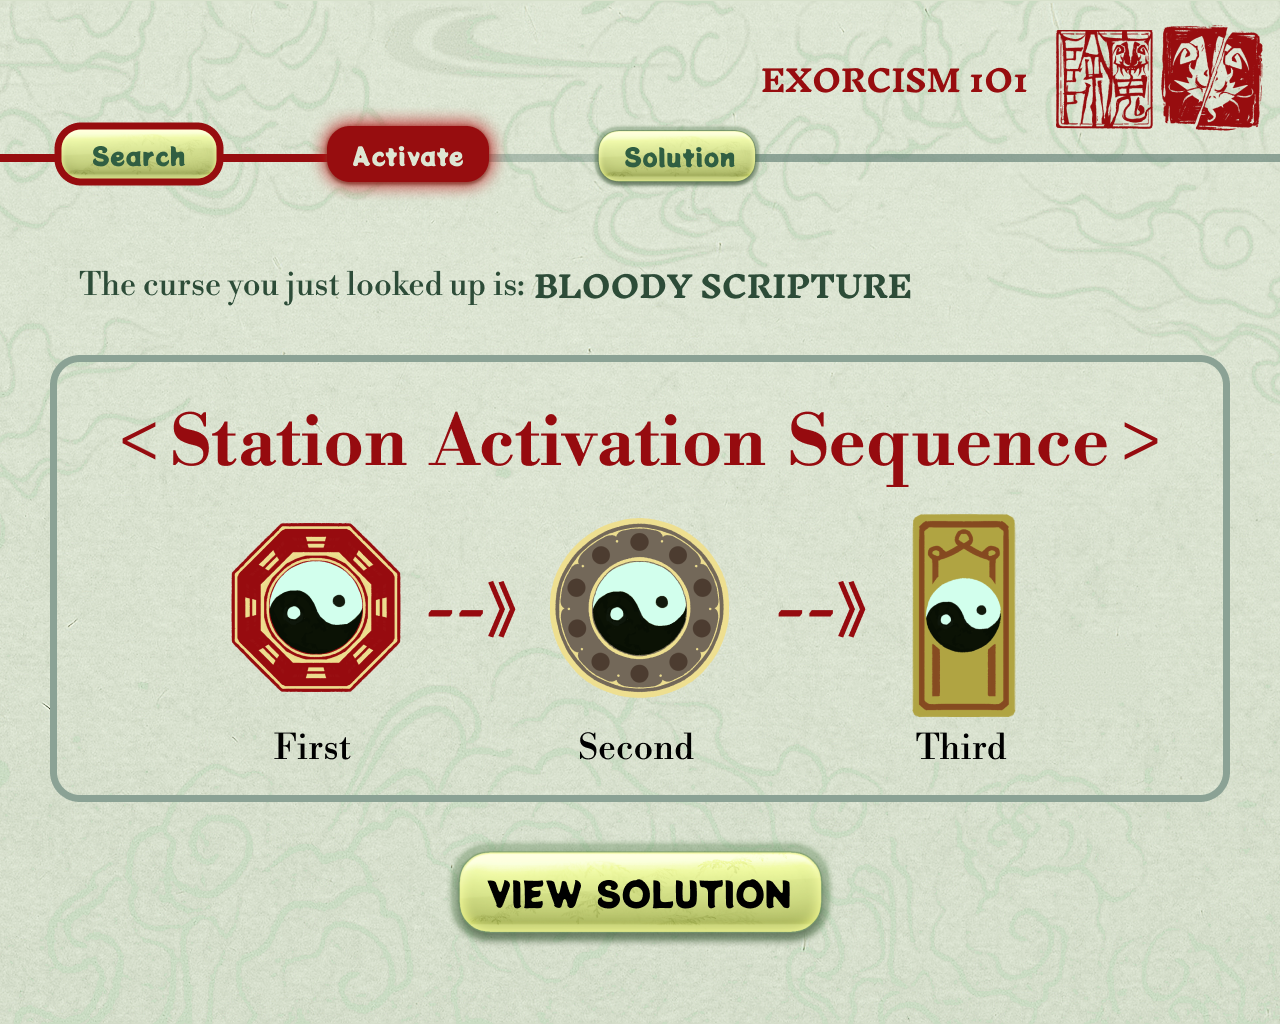 EXORCISM 101
Search
Activate
Solution
The curse you just looked up is: BLOODY SCRIPTURE
<Station Activation Sequence>
First
Second
Third
VIEW SOLUTION